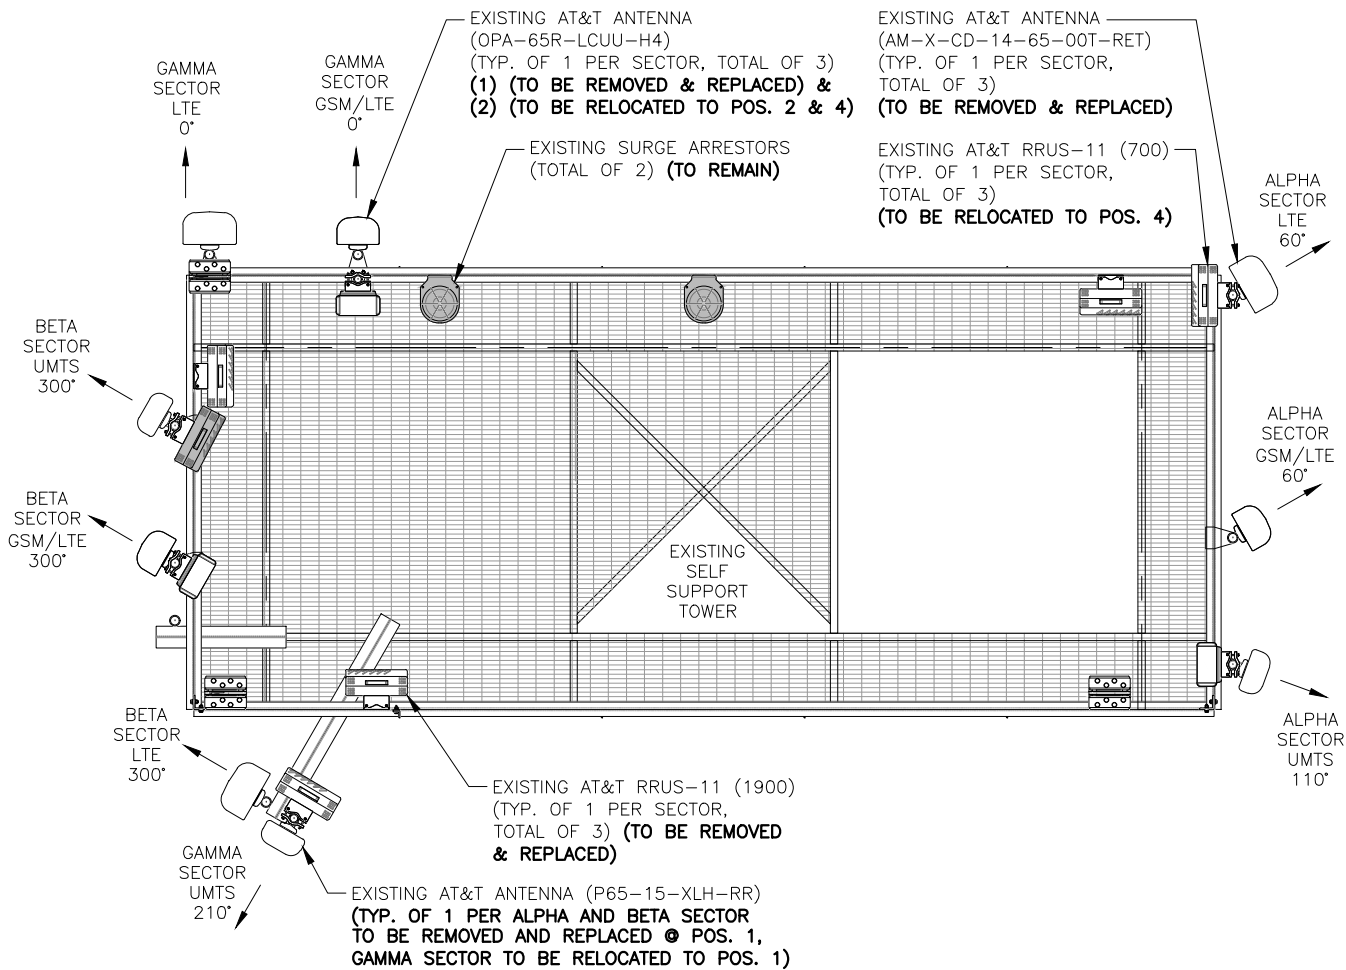 EXISTING AT&T ANTENNA
(OPA-65R-LCUU-H4)
(TYP. OF 1 PER SECTOR, TOTAL OF 3)
(1) (TO BE REMOVED & REPLACED) &
(2) (TO BE RELOCATED TO POS. 2 & 4)
EXISTING AT&T ANTENNA
(AM-X-CD-14-65-00T-RET)
(TYP. OF 1 PER SECTOR,
TOTAL OF 3)
(TO BE REMOVED & REPLACED)
GAMMA
SECTOR
LTE
0°
GAMMA
SECTOR
GSM/LTE
0°
EXISTING SURGE ARRESTORS
(TOTAL OF 2) (TO REMAIN)
EXISTING AT&T RRUS-11 (700)
(TYP. OF 1 PER SECTOR,
TOTAL OF 3)
(TO BE RELOCATED TO POS. 4)
ALPHA
SECTOR
LTE
60°
BETA
SECTOR
UMTS
300°
ALPHA
SECTOR
GSM/LTE
60°
BETA
SECTOR
GSM/LTE
300°
EXISTING
SELF
SUPPORT
TOWER
BETA
SECTOR
LTE
300°
ALPHA
SECTOR
UMTS
110°
EXISTING AT&T RRUS-11 (1900)
(TYP. OF 1 PER SECTOR,
TOTAL OF 3) (TO BE REMOVED
& REPLACED)
GAMMA
SECTOR
UMTS
210°
EXISTING AT&T ANTENNA (P65-15-XLH-RR)
(TYP. OF 1 PER ALPHA AND BETA SECTOR
TO BE REMOVED AND REPLACED @ POS. 1,
GAMMA SECTOR TO BE RELOCATED TO POS. 1)